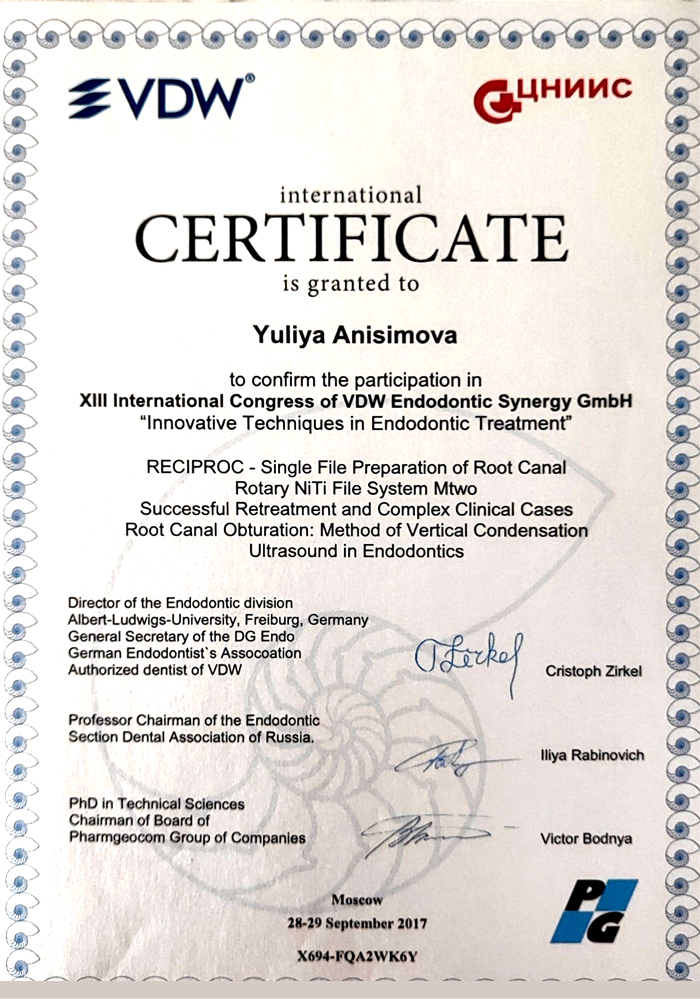 VDW®
ЦНИИС
international
CERTIFICATE
is granted to
Yuliya Anisimova
to confirm the participation in
XIII International Congress of VDW Endodontic Synergy GmbH
“Innovative Techniques in Endodontic Treatment”
RECIPROC - Single File Preparation of Root Canal
Rotary NiTi File System Mtwo
Successful Retreatment and Complex Clinical Cases
Root Canal Obturation: Method of Vertical Condensation
Ultrasound in Endodontics
Director of the Endodontic division
Albert-Ludwigs-University, Freiburg, Germany
General Secretary of the DG Endo
German Endodontist`s Assocoation
Authorized dentist of VDW
Cristoph Zirkel
Professor Chairman of the Endodontic
Section Dental Association of Russia.
Iliya Rabinovich
PhD in Technical Sciences
Chairman of Board of
Pharmgeocom Group of Companies
Victor Bodnya
PG
Moscow
28-29 September 2017
X694-FQA2WK6Y